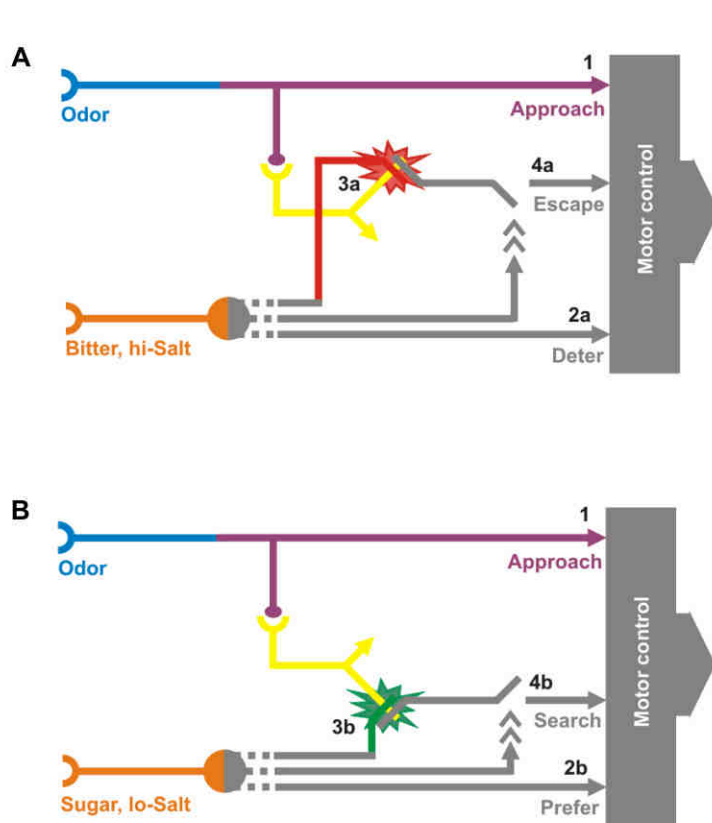 A
1
Odor
Approach
3a
4a
Escape
Motor control
2a
Bitter, hi-Salt
Deter
B
1
Odor
Approach
4b
3b
Search
Motor control
2b
Sugar, lo-Salt
Prefer